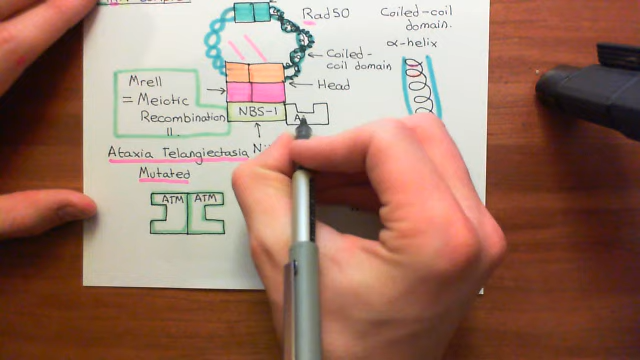 Rad50
Coiled-coil
domain.
α-helix
Coiled-
coil domain
Head
Mre11
= Meiotic
Recombination
11.
NBS-1
Ataxia Telangiectasia
Mutated
ATM
ATM